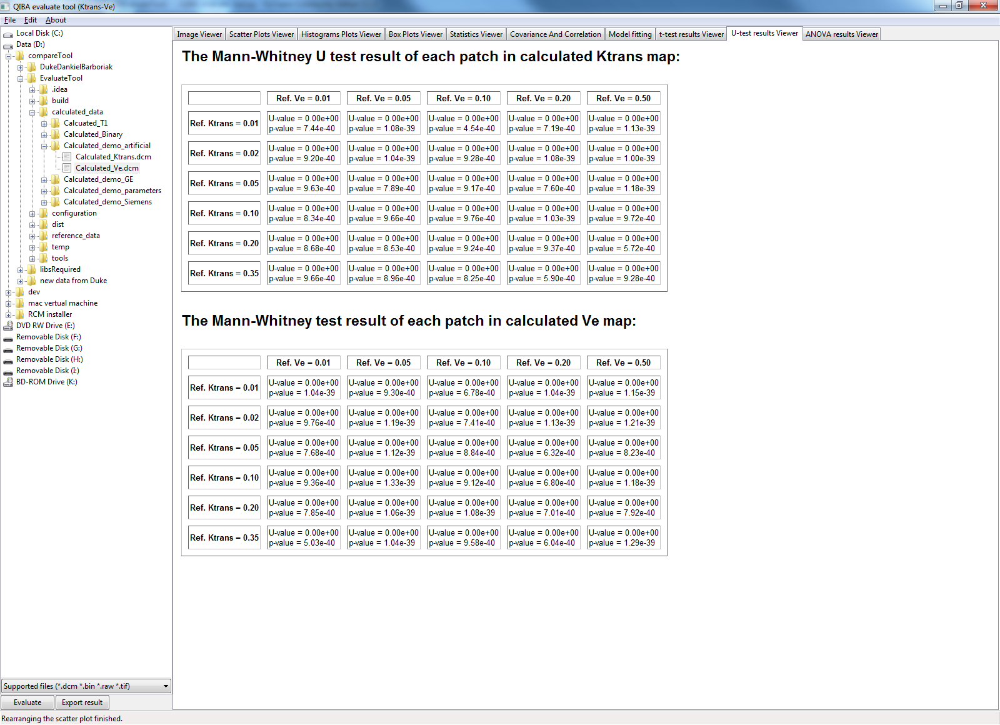 QIBA evaluate tool (Ktrans-Ve)
File Edit About
Local Disk (C:)
Data (D:)
compareTool
DukeDankielBarboriak
EvaluateTool
.idea
build
calculated_data
Calcuated_T1
Calculated_Binary
Calculated_demo_artificial
Calculated_Ktrans.dcm
Calculated_Ve.dcm
Calculated_demo_GE
Calculated_demo_parameters
Calculated_demo_Siemens
configuration
dist
reference_data
temp
tools
libsRequired
new data from Duke
dev
mac vertual machine
RCM installer
DVD RW Drive (E:)
Removable Disk (F:)
Removable Disk (G:)
Removable Disk (H:)
Removable Disk (I:)
BD-ROM Drive (K:)
Supported files (*.dcm *.bin *.raw *.tif)
Evaluate Export result
Image Viewer Scatter Plots Viewer Histograms Plots Viewer Box Plots Viewer Statistics Viewer Covariance And Correlation Model fitting t-test results Viewer U-test results Viewer ANOVA results Viewer
The Mann-Whitney U test result of each patch in calculated Ktrans map:
Ref. Ve = 0.01 Ref. Ve = 0.05 Ref. Ve = 0.10 Ref. Ve = 0.20 Ref. Ve = 0.50
Ref. Ktrans = 0.01
U-value = 0.00e+00 U-value = 0.00e+00 U-value = 0.00e+00 U-value = 0.00e+00 U-value = 0.00e+00
p-value = 7.44e-40 p-value = 1.08e-39 p-value = 4.54e-40 p-value = 7.19e-40 p-value = 1.13e-39
Ref. Ktrans = 0.02
U-value = 0.00e+00 U-value = 0.00e+00 U-value = 0.00e+00 U-value = 0.00e+00 U-value = 0.00e+00
p-value = 9.20e-40 p-value = 1.04e-39 p-value = 9.28e-40 p-value = 1.08e-39 p-value = 1.00e-39
Ref. Ktrans = 0.05
U-value = 0.00e+00 U-value = 0.00e+00 U-value = 0.00e+00 U-value = 0.00e+00 U-value = 0.00e+00
p-value = 9.63e-40 p-value = 7.89e-40 p-value = 9.17e-40 p-value = 7.60e-40 p-value = 1.18e-39
Ref. Ktrans = 0.10
U-value = 0.00e+00 U-value = 0.00e+00 U-value = 0.00e+00 U-value = 0.00e+00 U-value = 0.00e+00
p-value = 8.34e-40 p-value = 9.66e-40 p-value = 9.76e-40 p-value = 1.03e-39 p-value = 9.72e-40
Ref. Ktrans = 0.20
U-value = 0.00e+00 U-value = 0.00e+00 U-value = 0.00e+00 U-value = 0.00e+00 U-value = 0.00e+00
p-value = 8.68e-40 p-value = 8.53e-40 p-value = 9.24e-40 p-value = 9.37e-40 p-value = 5.72e-40
Ref. Ktrans = 0.35
U-value = 0.00e+00 U-value = 0.00e+00 U-value = 0.00e+00 U-value = 0.00e+00 U-value = 0.00e+00
p-value = 9.66e-40 p-value = 8.96e-40 p-value = 8.25e-40 p-value = 5.90e-40 p-value = 9.28e-40
The Mann-Whitney test result of each patch in calculated Ve map:
Ref. Ve = 0.01 Ref. Ve = 0.05 Ref. Ve = 0.10 Ref. Ve = 0.20 Ref. Ve = 0.50
Ref. Ktrans = 0.01
U-value = 0.00e+00 U-value = 0.00e+00 U-value = 0.00e+00 U-value = 0.00e+00 U-value = 0.00e+00
p-value = 1.04e-39 p-value = 9.30e-40 p-value = 6.78e-40 p-value = 1.04e-39 p-value = 1.15e-39
Ref. Ktrans = 0.02
U-value = 0.00e+00 U-value = 0.00e+00 U-value = 0.00e+00 U-value = 0.00e+00 U-value = 0.00e+00
p-value = 9.76e-40 p-value = 1.19e-39 p-value = 7.41e-40 p-value = 1.13e-39 p-value = 1.21e-39
Ref. Ktrans = 0.05
U-value = 0.00e+00 U-value = 0.00e+00 U-value = 0.00e+00 U-value = 0.00e+00 U-value = 0.00e+00
p-value = 7.68e-40 p-value = 1.12e-39 p-value = 8.84e-40 p-value = 6.32e-40 p-value = 8.23e-40
Ref. Ktrans = 0.10
U-value = 0.00e+00 U-value = 0.00e+00 U-value = 0.00e+00 U-value = 0.00e+00 U-value = 0.00e+00
p-value = 9.36e-40 p-value = 1.33e-39 p-value = 9.12e-40 p-value = 6.80e-40 p-value = 1.18e-39
Ref. Ktrans = 0.20
U-value = 0.00e+00 U-value = 0.00e+00 U-value = 0.00e+00 U-value = 0.00e+00 U-value = 0.00e+00
p-value = 7.85e-40 p-value = 1.06e-39 p-value = 1.08e-39 p-value = 7.01e-40 p-value = 7.92e-40
Ref. Ktrans = 0.35
U-value = 0.00e+00 U-value = 0.00e+00 U-value = 0.00e+00 U-value = 0.00e+00 U-value = 0.00e+00
p-value = 5.03e-40 p-value = 1.04e-39 p-value = 9.58e-40 p-value = 6.04e-40 p-value = 1.29e-39
Rearranging the scatter plot finished.